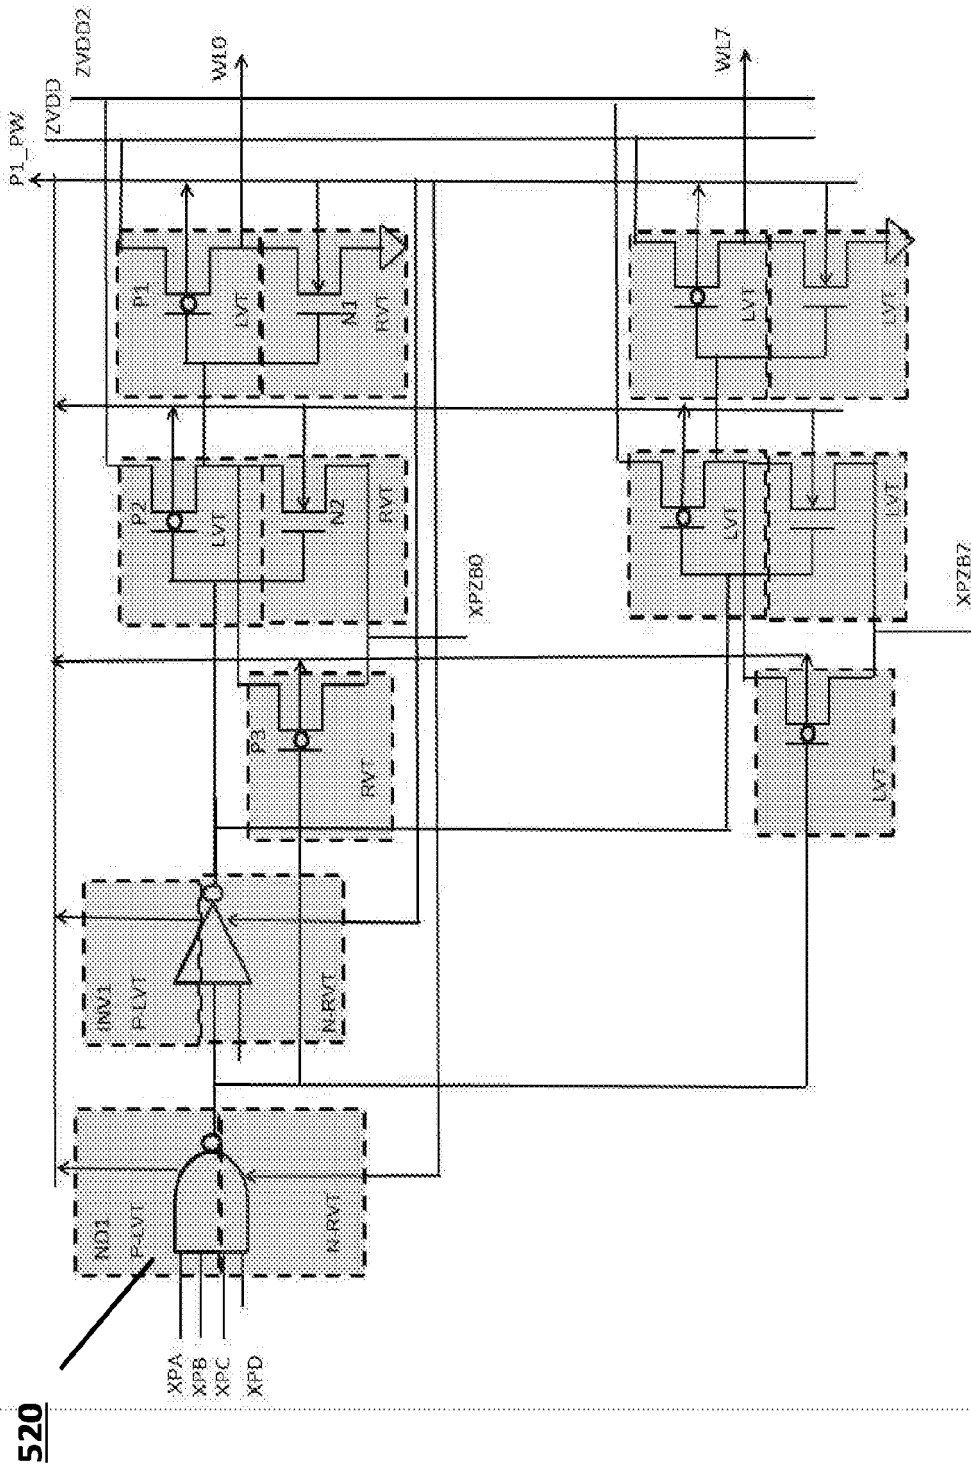 520
XPA
XPB
XPC
XPD
ND1
P-LVT
N-RVT
INV1
P-LVT
N-RVT
P3
RVT
P2
LVT
N2
RVT
XPZB0
P1
LVT
N1
RVT
P1_PW
ZVDD
ZVDD2
WL0
LVT
LVT
LVT
XPZB7
LVT
LVT
WL7